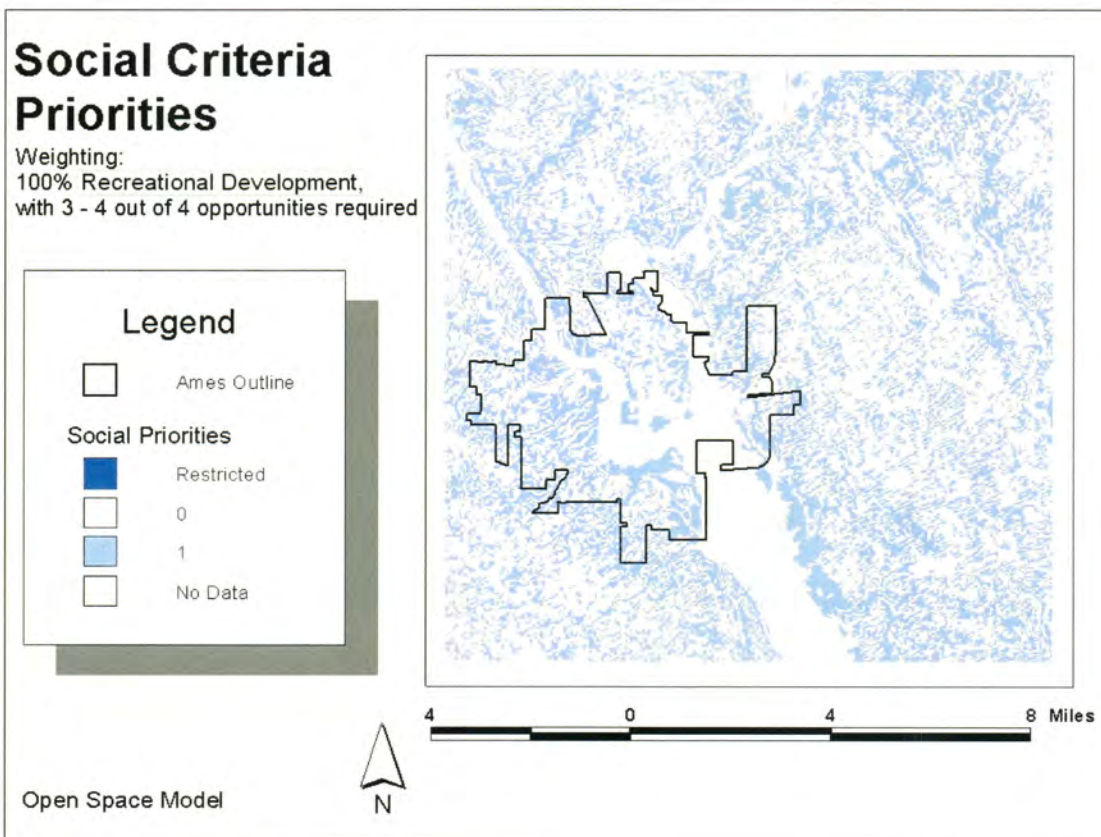 Social Criteria
Priorities
Weighting:
100% Recreational Development,
with 3 - 4 out of 4 opportunities required
Legend
Ames Outline
Social Priorities
Restricted
0
1
No Data
4 0 4 8 Miles
N
Open Space Model